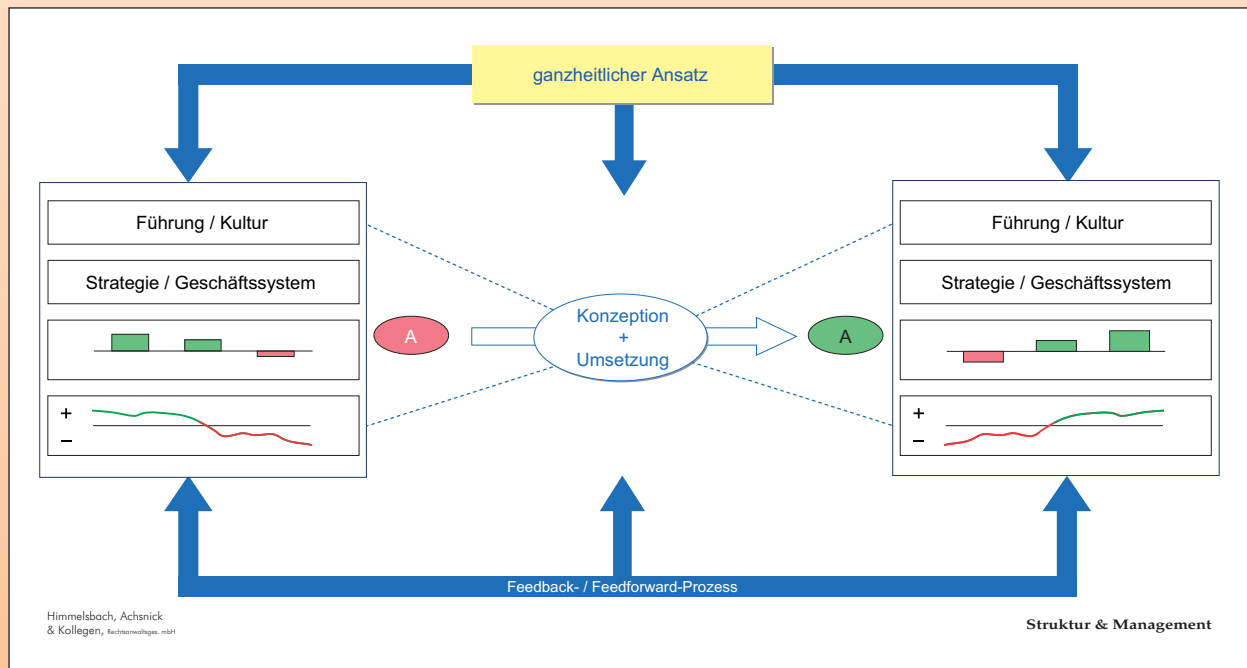 ganzheitlicher Ansatz
Führung / Kultur
Strategie / Geschäftssystem
+
–
A
Konzeption
+
Umsetzung
A
Führung / Kultur
Strategie / Geschäftssystem
+
–
Feedback- / Feedforward-Prozess
Himmelsbach, Achsnick
& Kollegen, Rechtsanwaltsges. mbH
Struktur & Management